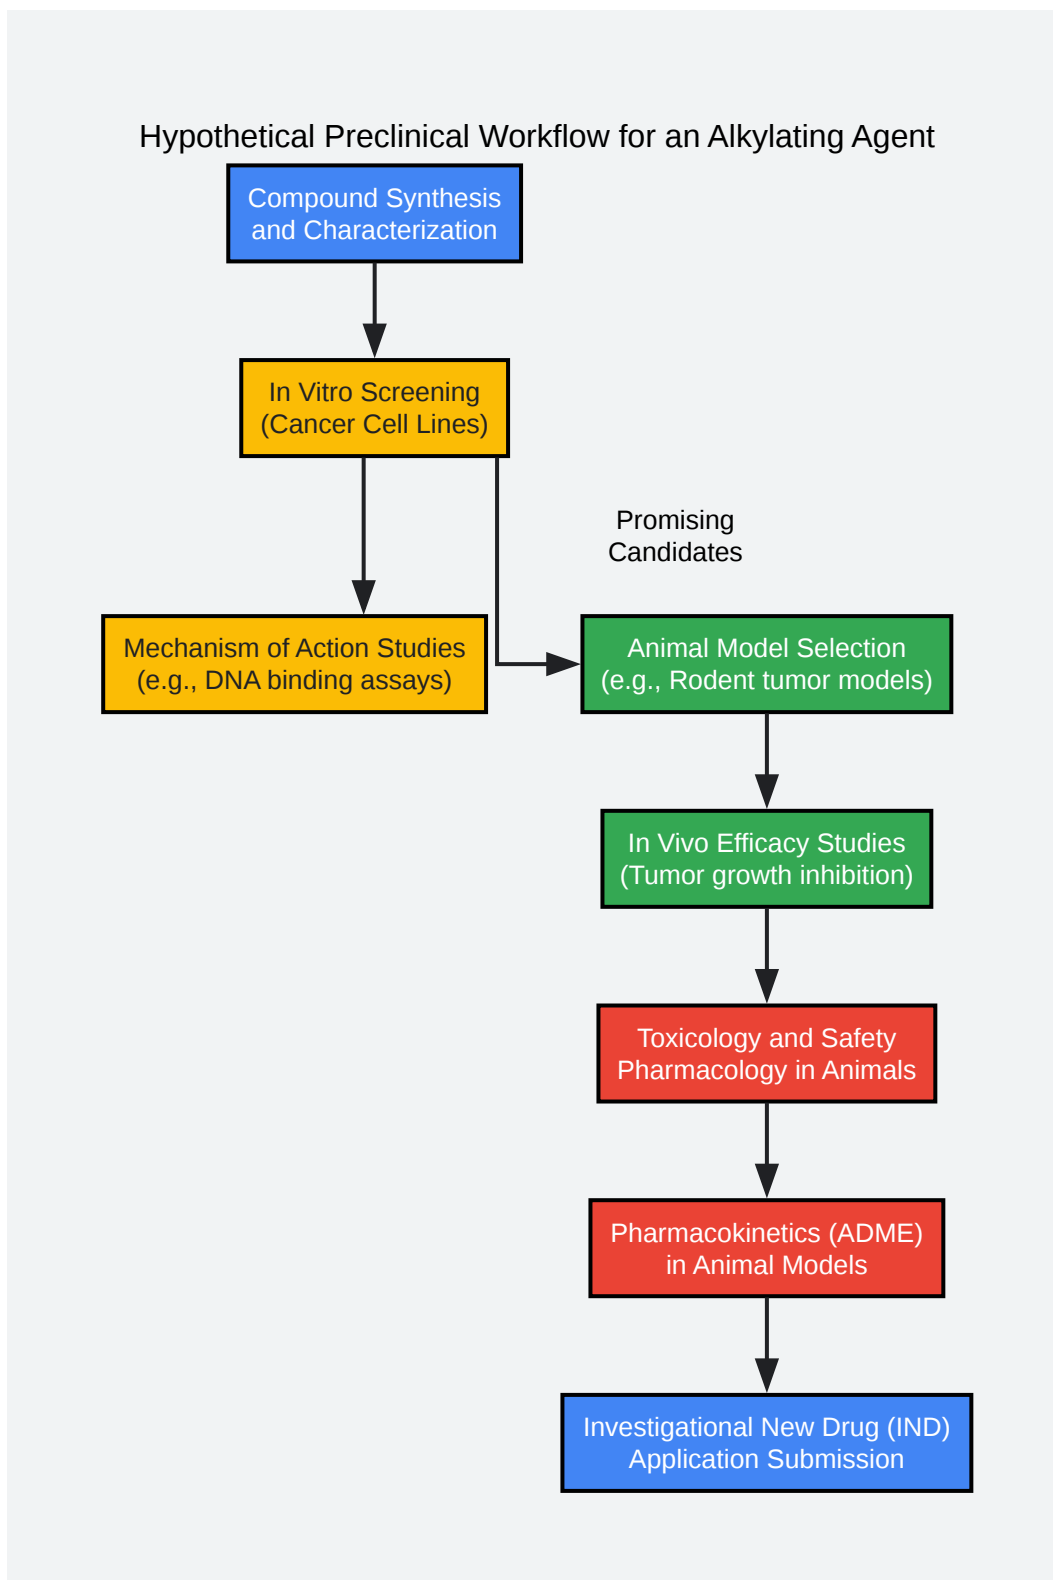 Hypothetical Preclinical Workflow for an Alkylating Agent
Compound Synthesis
and Characterization
In Vitro Screening
(Cancer Cell Lines)
Promising
Candidates
Mechanism of Action Studies
(e.g., DNA binding assays)
Animal Model Selection
(e.g., Rodent tumor models)
In Vivo Efficacy Studies
(Tumor growth inhibition)
Toxicology and Safety
Pharmacology in Animals
Pharmacokinetics (ADME)
in Animal Models
Investigational New Drug (IND)
Application Submission